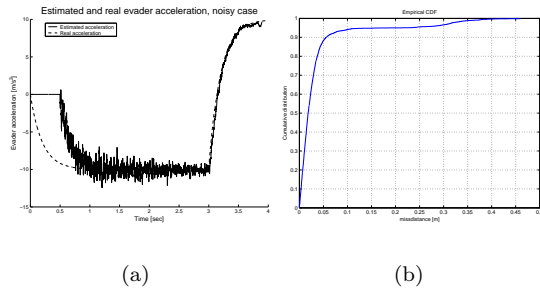 Estimated and real evader acceleration, noisy case
Estimated acceleration
Real acceleration
Evader acceleration [m/s²]
10
5
0
−5
−10
−15
0 0.5 1 1.5 2 2.5 3 3.5 4
Time [sec]
(a)
Empirical CDF
Cumulative distribution
1
0.9
0.8
0.7
0.6
0.5
0.4
0.3
0.2
0.1
0
0 0.05 0.1 0.15 0.2 0.25 0.3 0.35 0.4 0.45 0.5
missdistance [m]
(b)